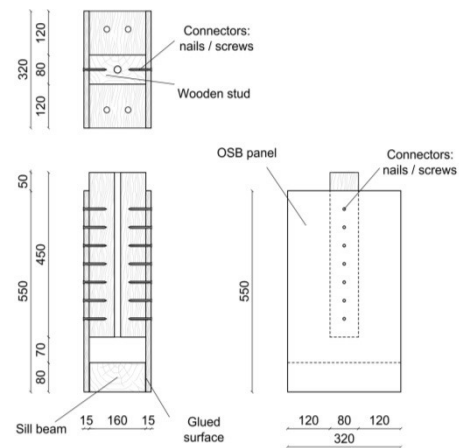 120
80
120
320
Connectors:
nails / screws
Wooden stud
OSB panel
Connectors:
nails / screws
50
450
550
70
80
550
15
160
15
Sill beam
Glued
surface
120
80
120
320